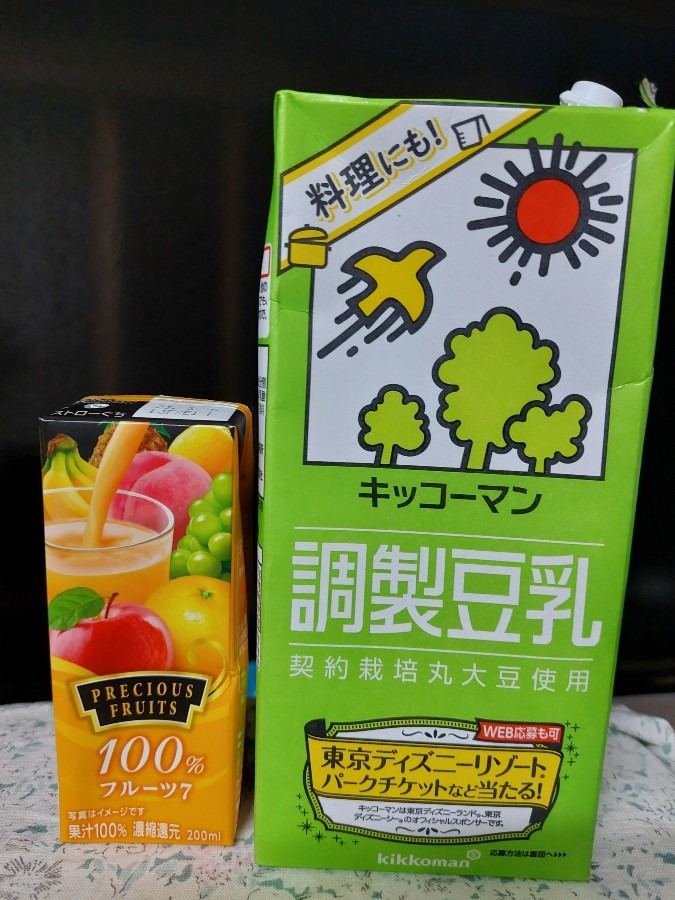 ストローぐち
PRECIOUS
FRUITS
100%
フルーツ7
写真はイメージです
果汁100% 濃縮還元 200ml
料理にも!
キッコーマン
調製豆乳
契約栽培丸大豆使用
WEB応募も可
東京ディズニーリゾート®
パークチケットなど当たる!
キッコーマンは東京ディズニーランド®、東京
ディズニーシー®のオフィシャルスポンサーです。
kikkoman
応募方法は裏面へ>>>